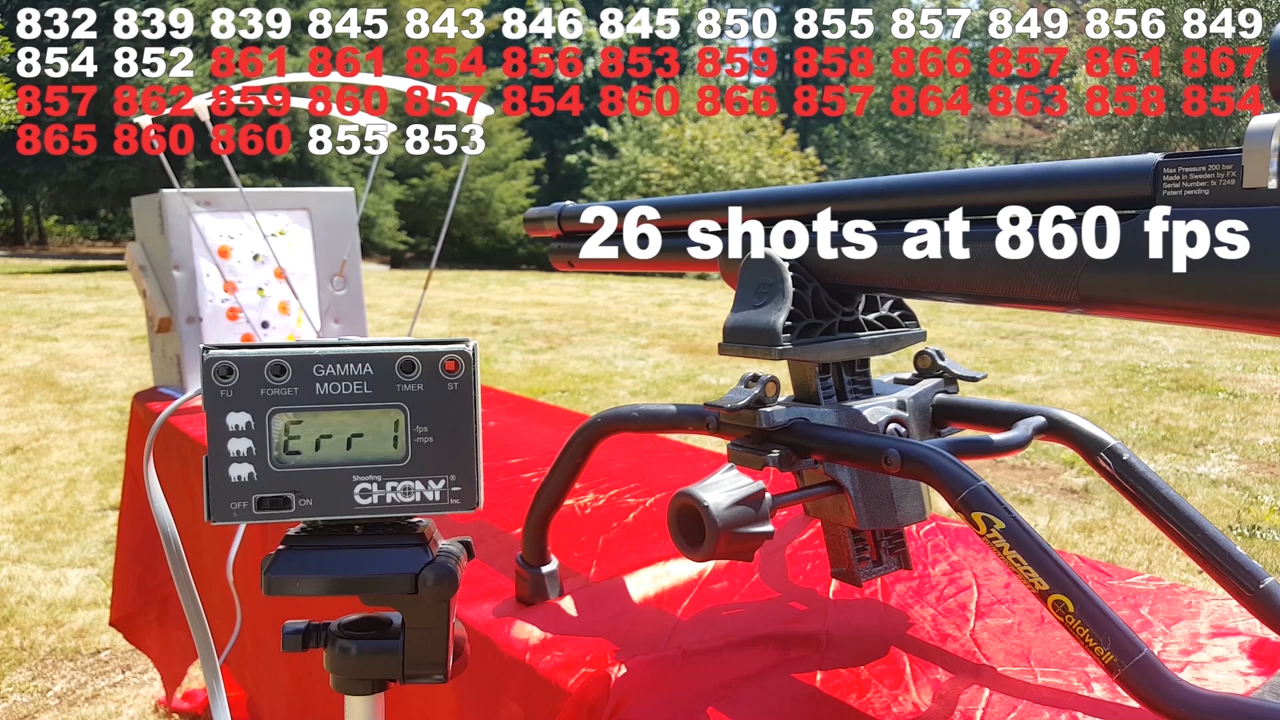 832 839 839 845 843 846 845 850 855 857 849 856 849
854 852 861 861 854 856 853 859 858 866 857 861 867
857 862 859 860 857 854 860 866 857 864 863 858 854
865 860 860 855 853
Max Pressure 200 bar
Made in Sweden by FX
Serial Number: fx 7249
Patent pending
26 shots at 860 fps
GAMMA
MODEL
FU FORGET TIMER ST
Err 1
-fps
-mps
Shooting
CHRONY® Inc.
OFF ON
STINGOR Caldwell